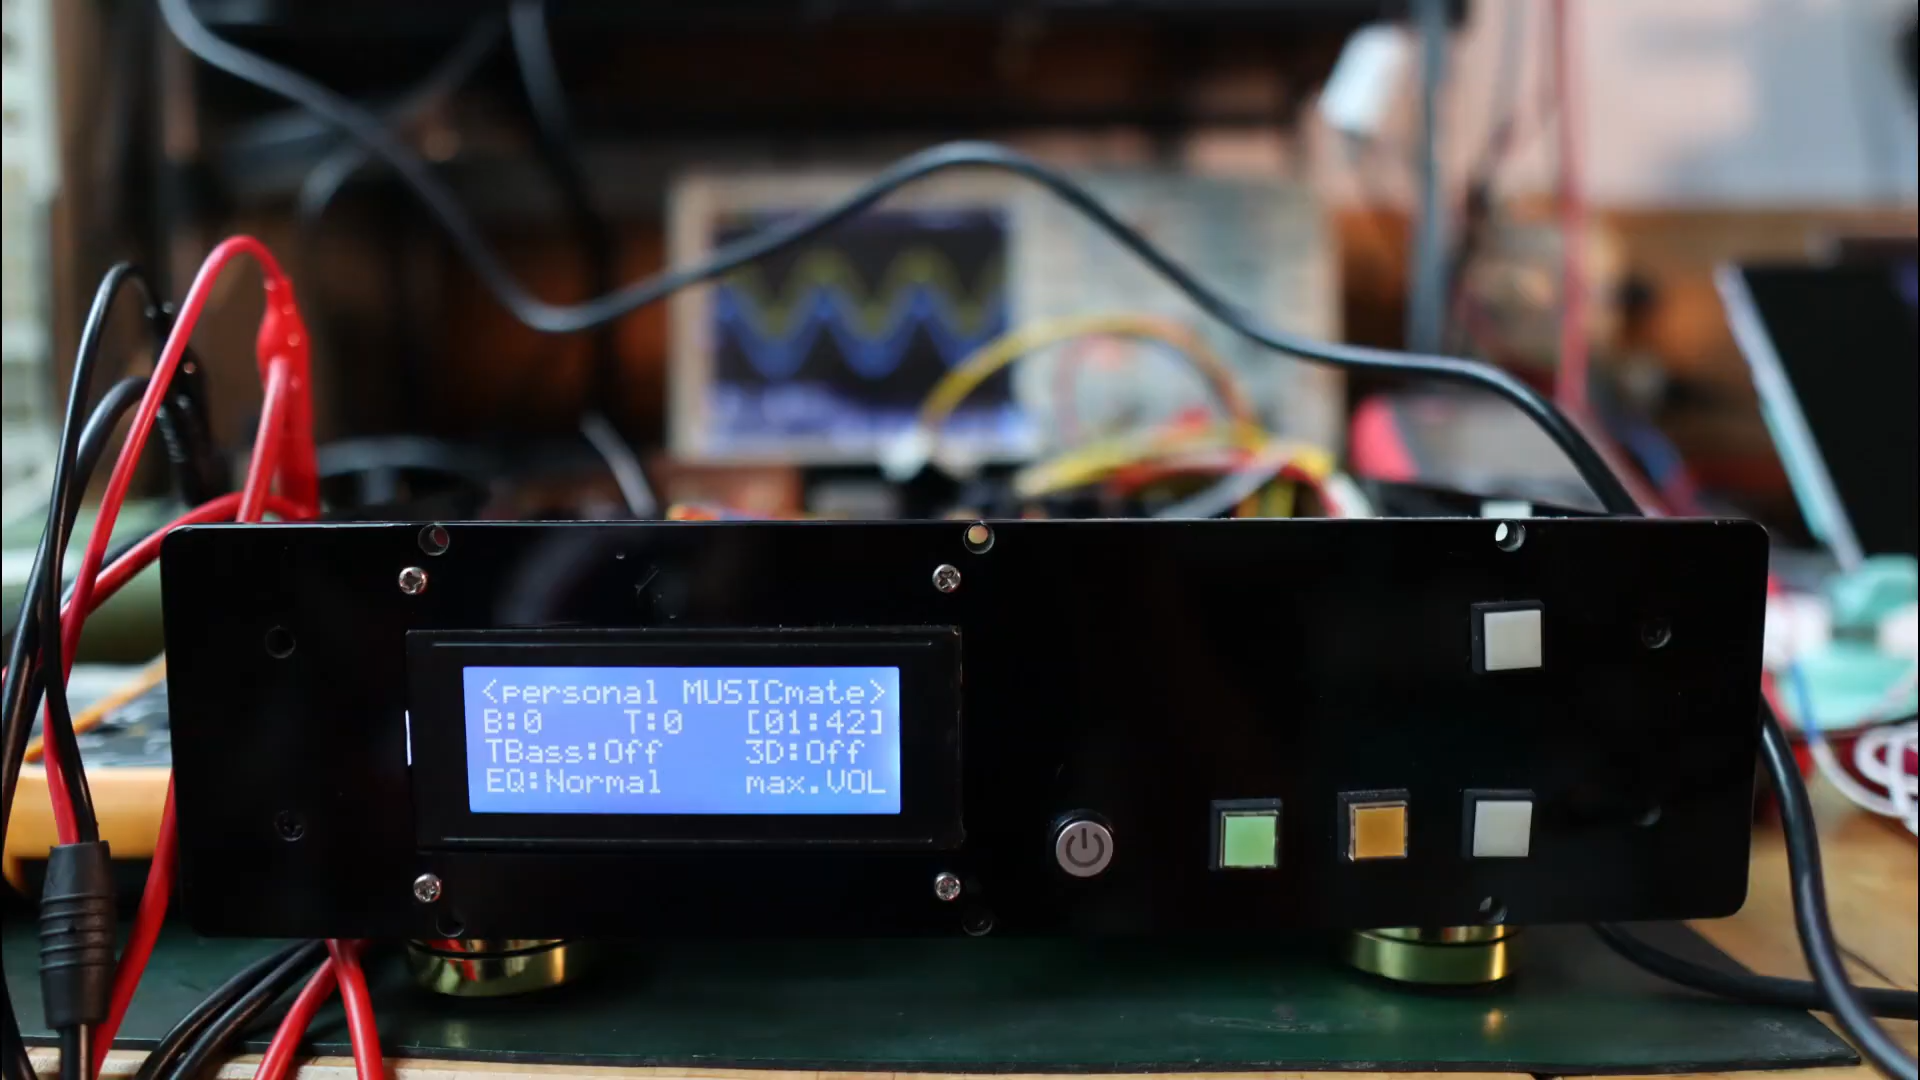 <personal MUSICmate>
B:0 T:0 [01:42]
TBass:Off 3D:Off
EQ:Normal max.VOL